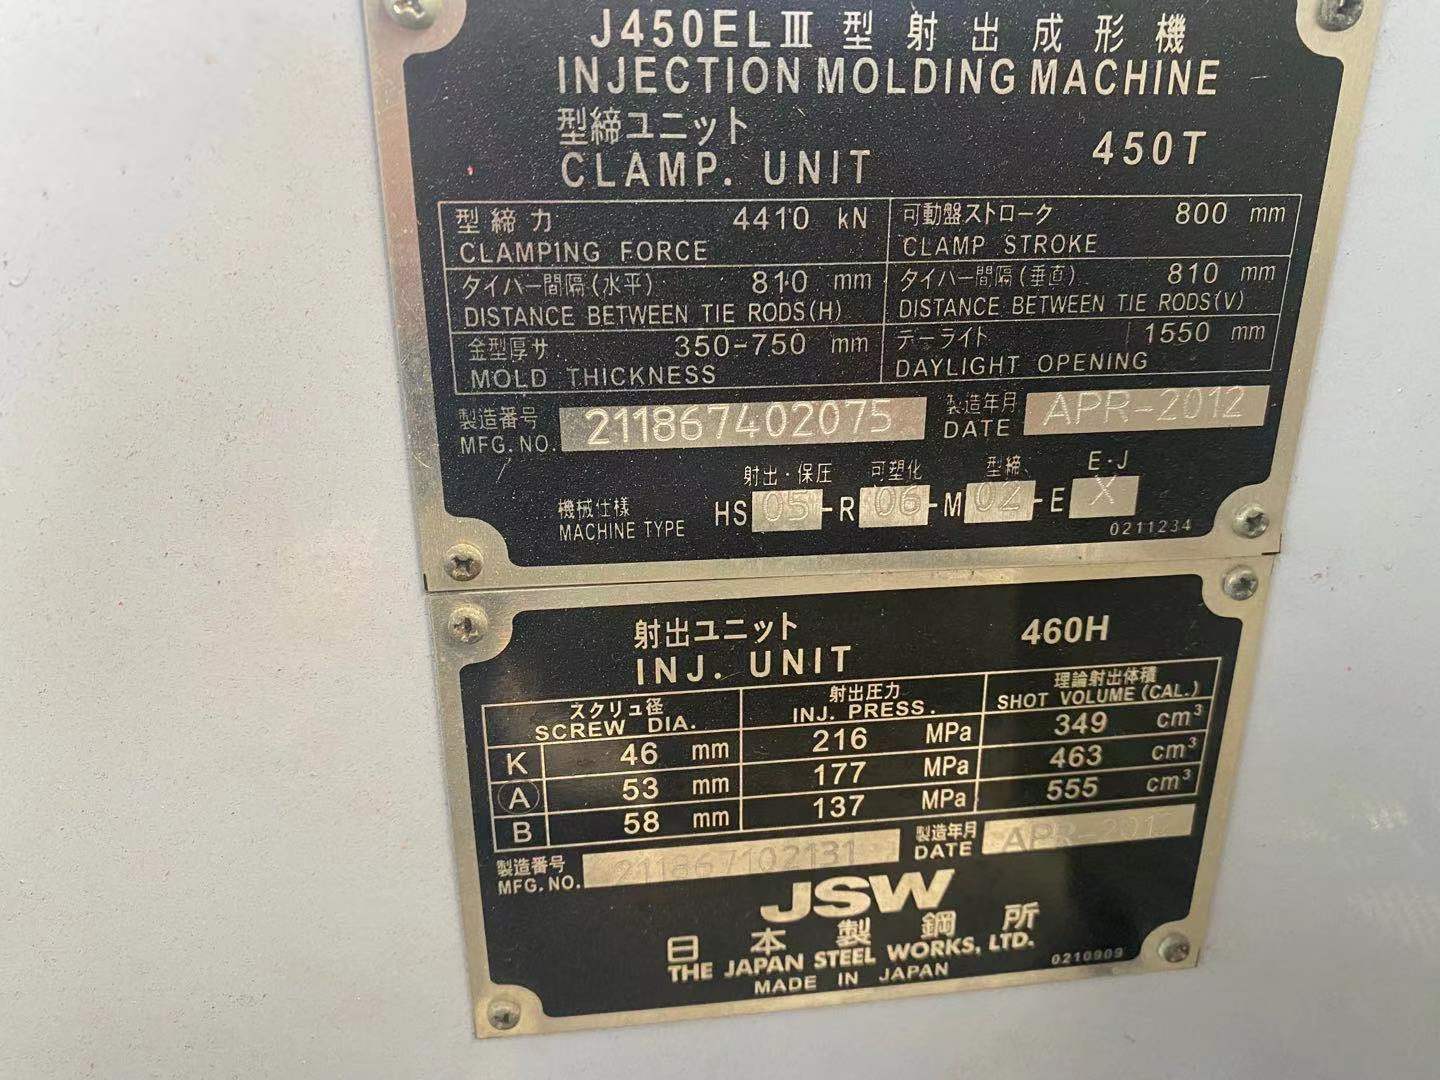 J450ELⅢ 型射出成形機
INJECTION MOLDING MACHINE
型締ユニット
CLAMP. UNIT 450T
型締力 4410 kN 可動盤ストローク 800 mm
CLAMPING FORCE CLAMP STROKE
タイバー間隔(水平) 810 mm タイバー間隔(垂直) 810 mm
DISTANCE BETWEEN TIE RODS(H) DISTANCE BETWEEN TIE RODS(V)
金型厚サ 350-750 mm デーライト 1550 mm
MOLD THICKNESS DAYLIGHT OPENING
製造番号 製造年月
MFG. NO. 211867402075 DATE APR-2012
射出・保圧 可塑化 型締 E・J
機械仕様
MACHINE TYPE HS 05-R 06-M 02-E X
0211234
射出ユニット 460H
INJ. UNIT
スクリュ径 射出圧力 理論射出体積
SCREW DIA. INJ. PRESS. SHOT VOLUME (CAL.)
K 46 mm 216 MPa 349 cm³
A 53 mm 177 MPa 463 cm³
B 58 mm 137 MPa 555 cm³
製造番号 製造年月
MFG. NO. 211867102131 DATE APR-2012
JSW
日本製鋼所
THE JAPAN STEEL WORKS, LTD.
MADE IN JAPAN 0210909